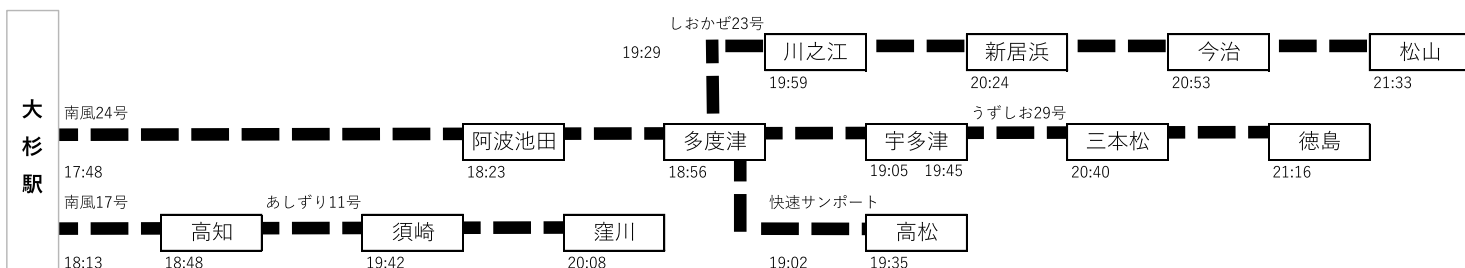 大杉駅
しおかぜ23号
19:29
川之江
新居浜
今治
松山
19:59
20:24
20:53
21:33
南風24号
うずしお29号
阿波池田
多度津
宇多津
三本松
徳島
17:48
18:23
18:56
19:05 19:45
20:40
21:16
南風17号
あしずり11号
快速サンポート
高知
須崎
窪川
高松
18:13
18:48
19:42
20:08
19:02
19:35